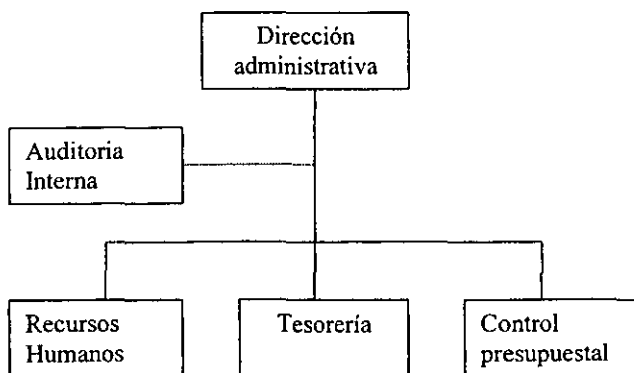 Dirección
administrativa
Auditoria
Interna
Recursos
Humanos
Tesorería
Control
presupuestal